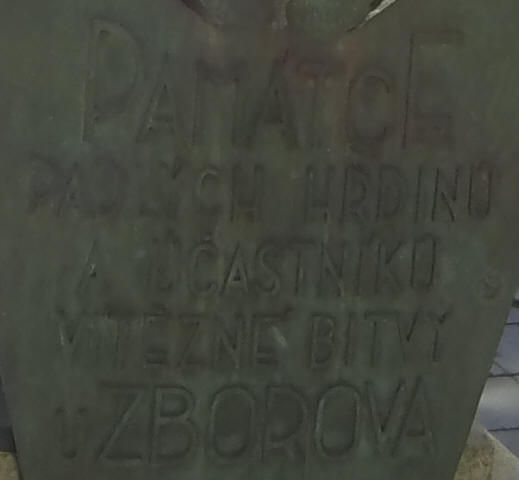 PAMÁTCE
PADLÝCH HRDINŮ
A ÚČASTNÍKŮ
VÍTĚZNÉ BITVY
U ZBOROVA